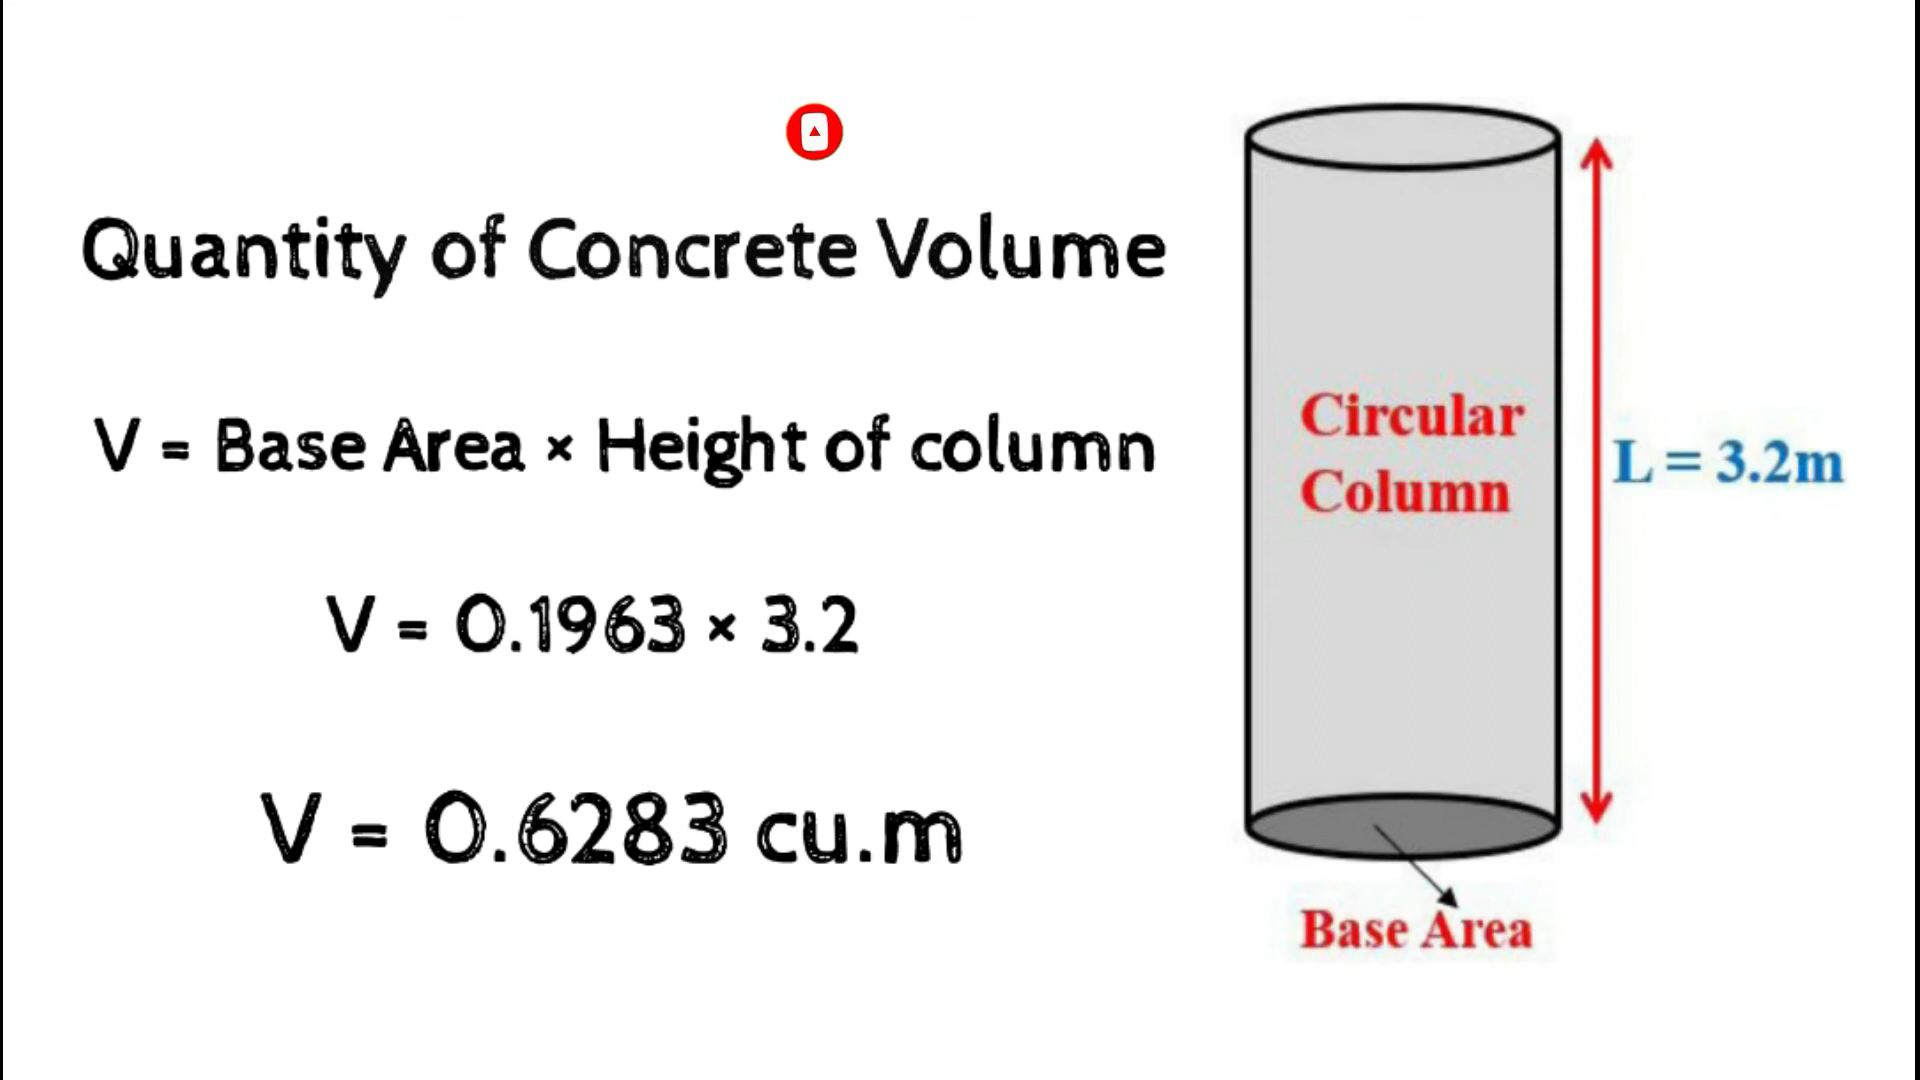 Quantity of Concrete Volume
V = Base Area × Height of column
V = 0.1963 × 3.2
V = 0.6283 cu.m
Circular
Column
L = 3.2m
Base Area